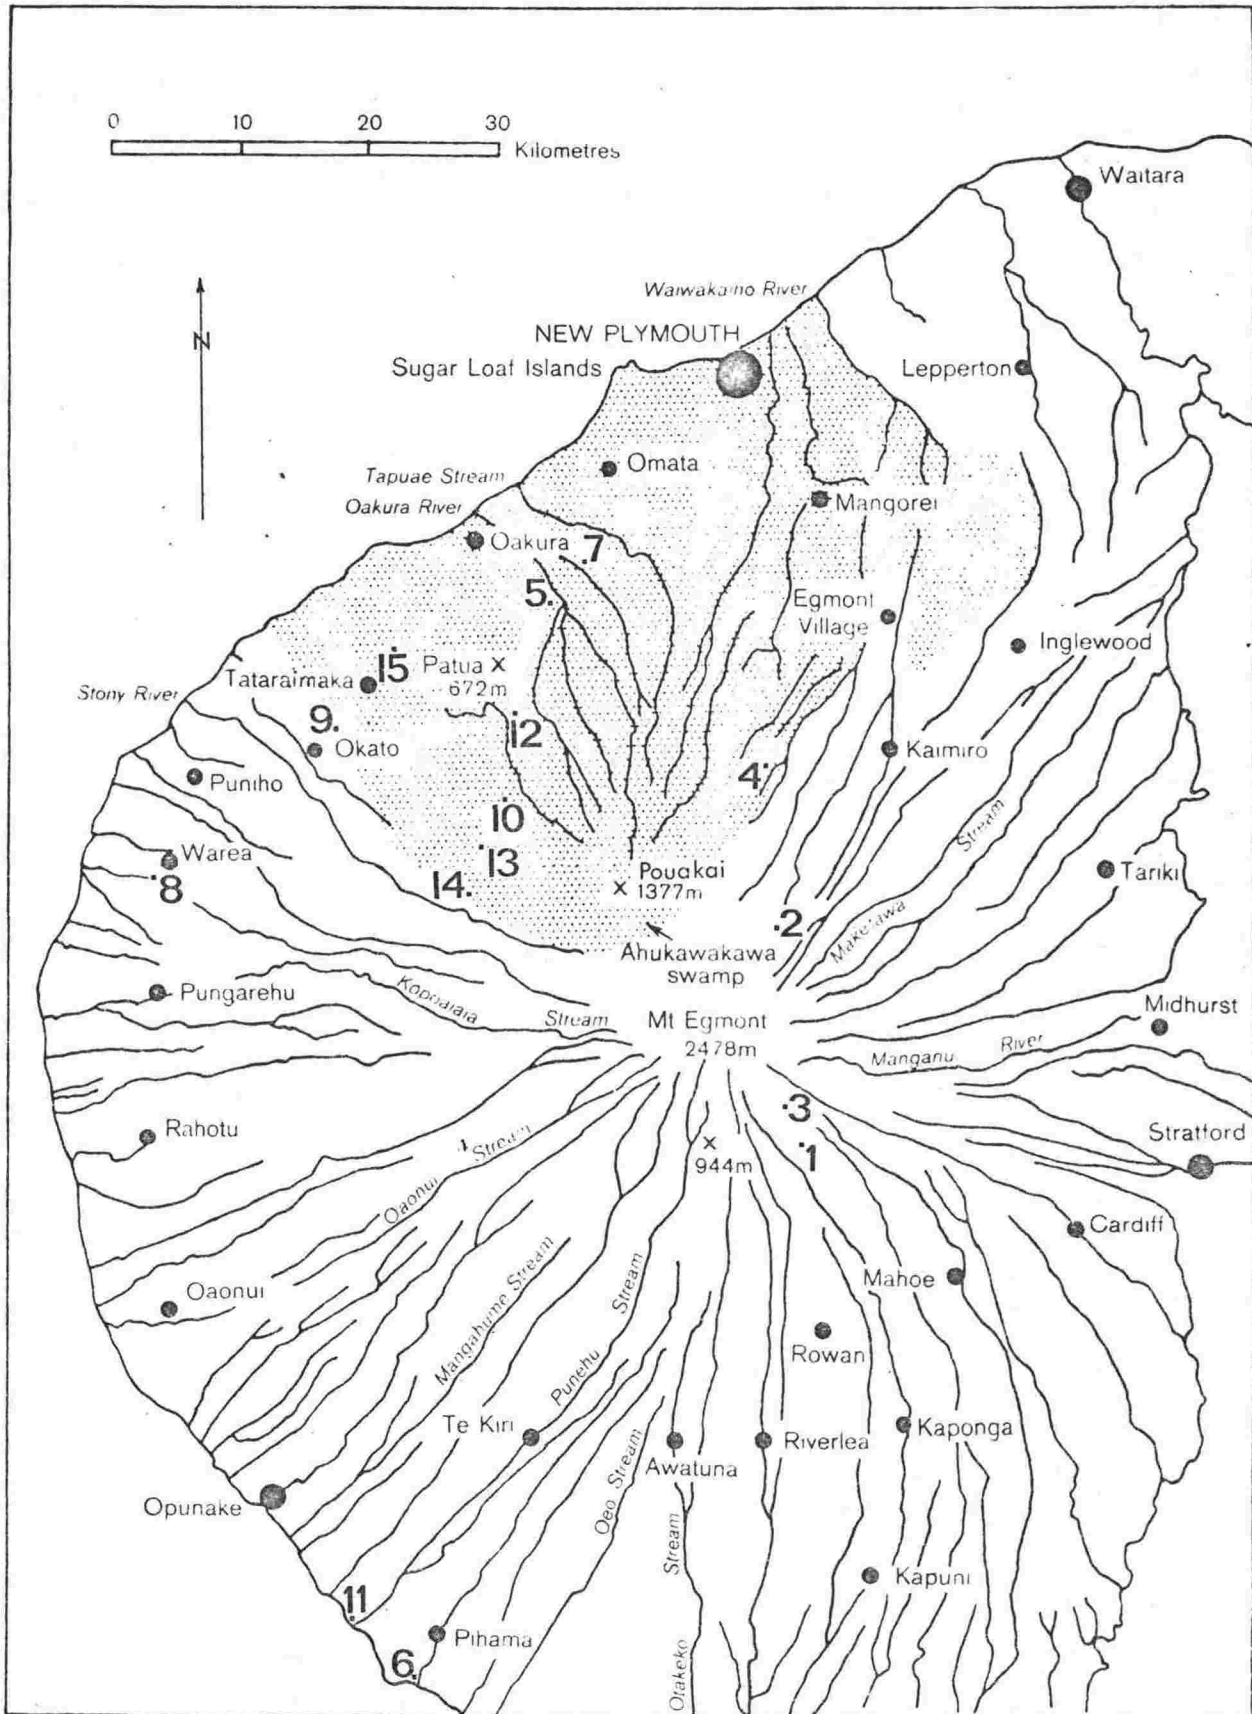 0 10 20 30
Kilometres
Waitara
Waiwakaiho River
N
NEW PLYMOUTH
Sugar Loaf Islands
Lepperton
Tapuae Stream
Omata
Oakura River
Mangorei
Oakura
7
5.
Egmont
Village
Inglewood
Patua x
672m
15
Tataraimaka
Stony River
9.
12
Okato
Kaimiro
Puniho
4
10
Stream
Warea
13
8
14.
Pouakai
x 1377m
Tariki
2
Maketawa
Ahukawakawa
swamp
Pungarehu
Stream
Midhurst
Mt Egmont
2478m
River
3
Rahotu
Stratford
Stream
x
944m
1
Oaonui
Cardiff
Mahoe
Oaonui
Stream
Mangahume Stream
Rowan
Punehu
Te Kiri
Kaponga
Riverlea
Awatuna
Oeo Stream
Opunake
Stream
Kapuni
11
Pihama
6.
Otakeko